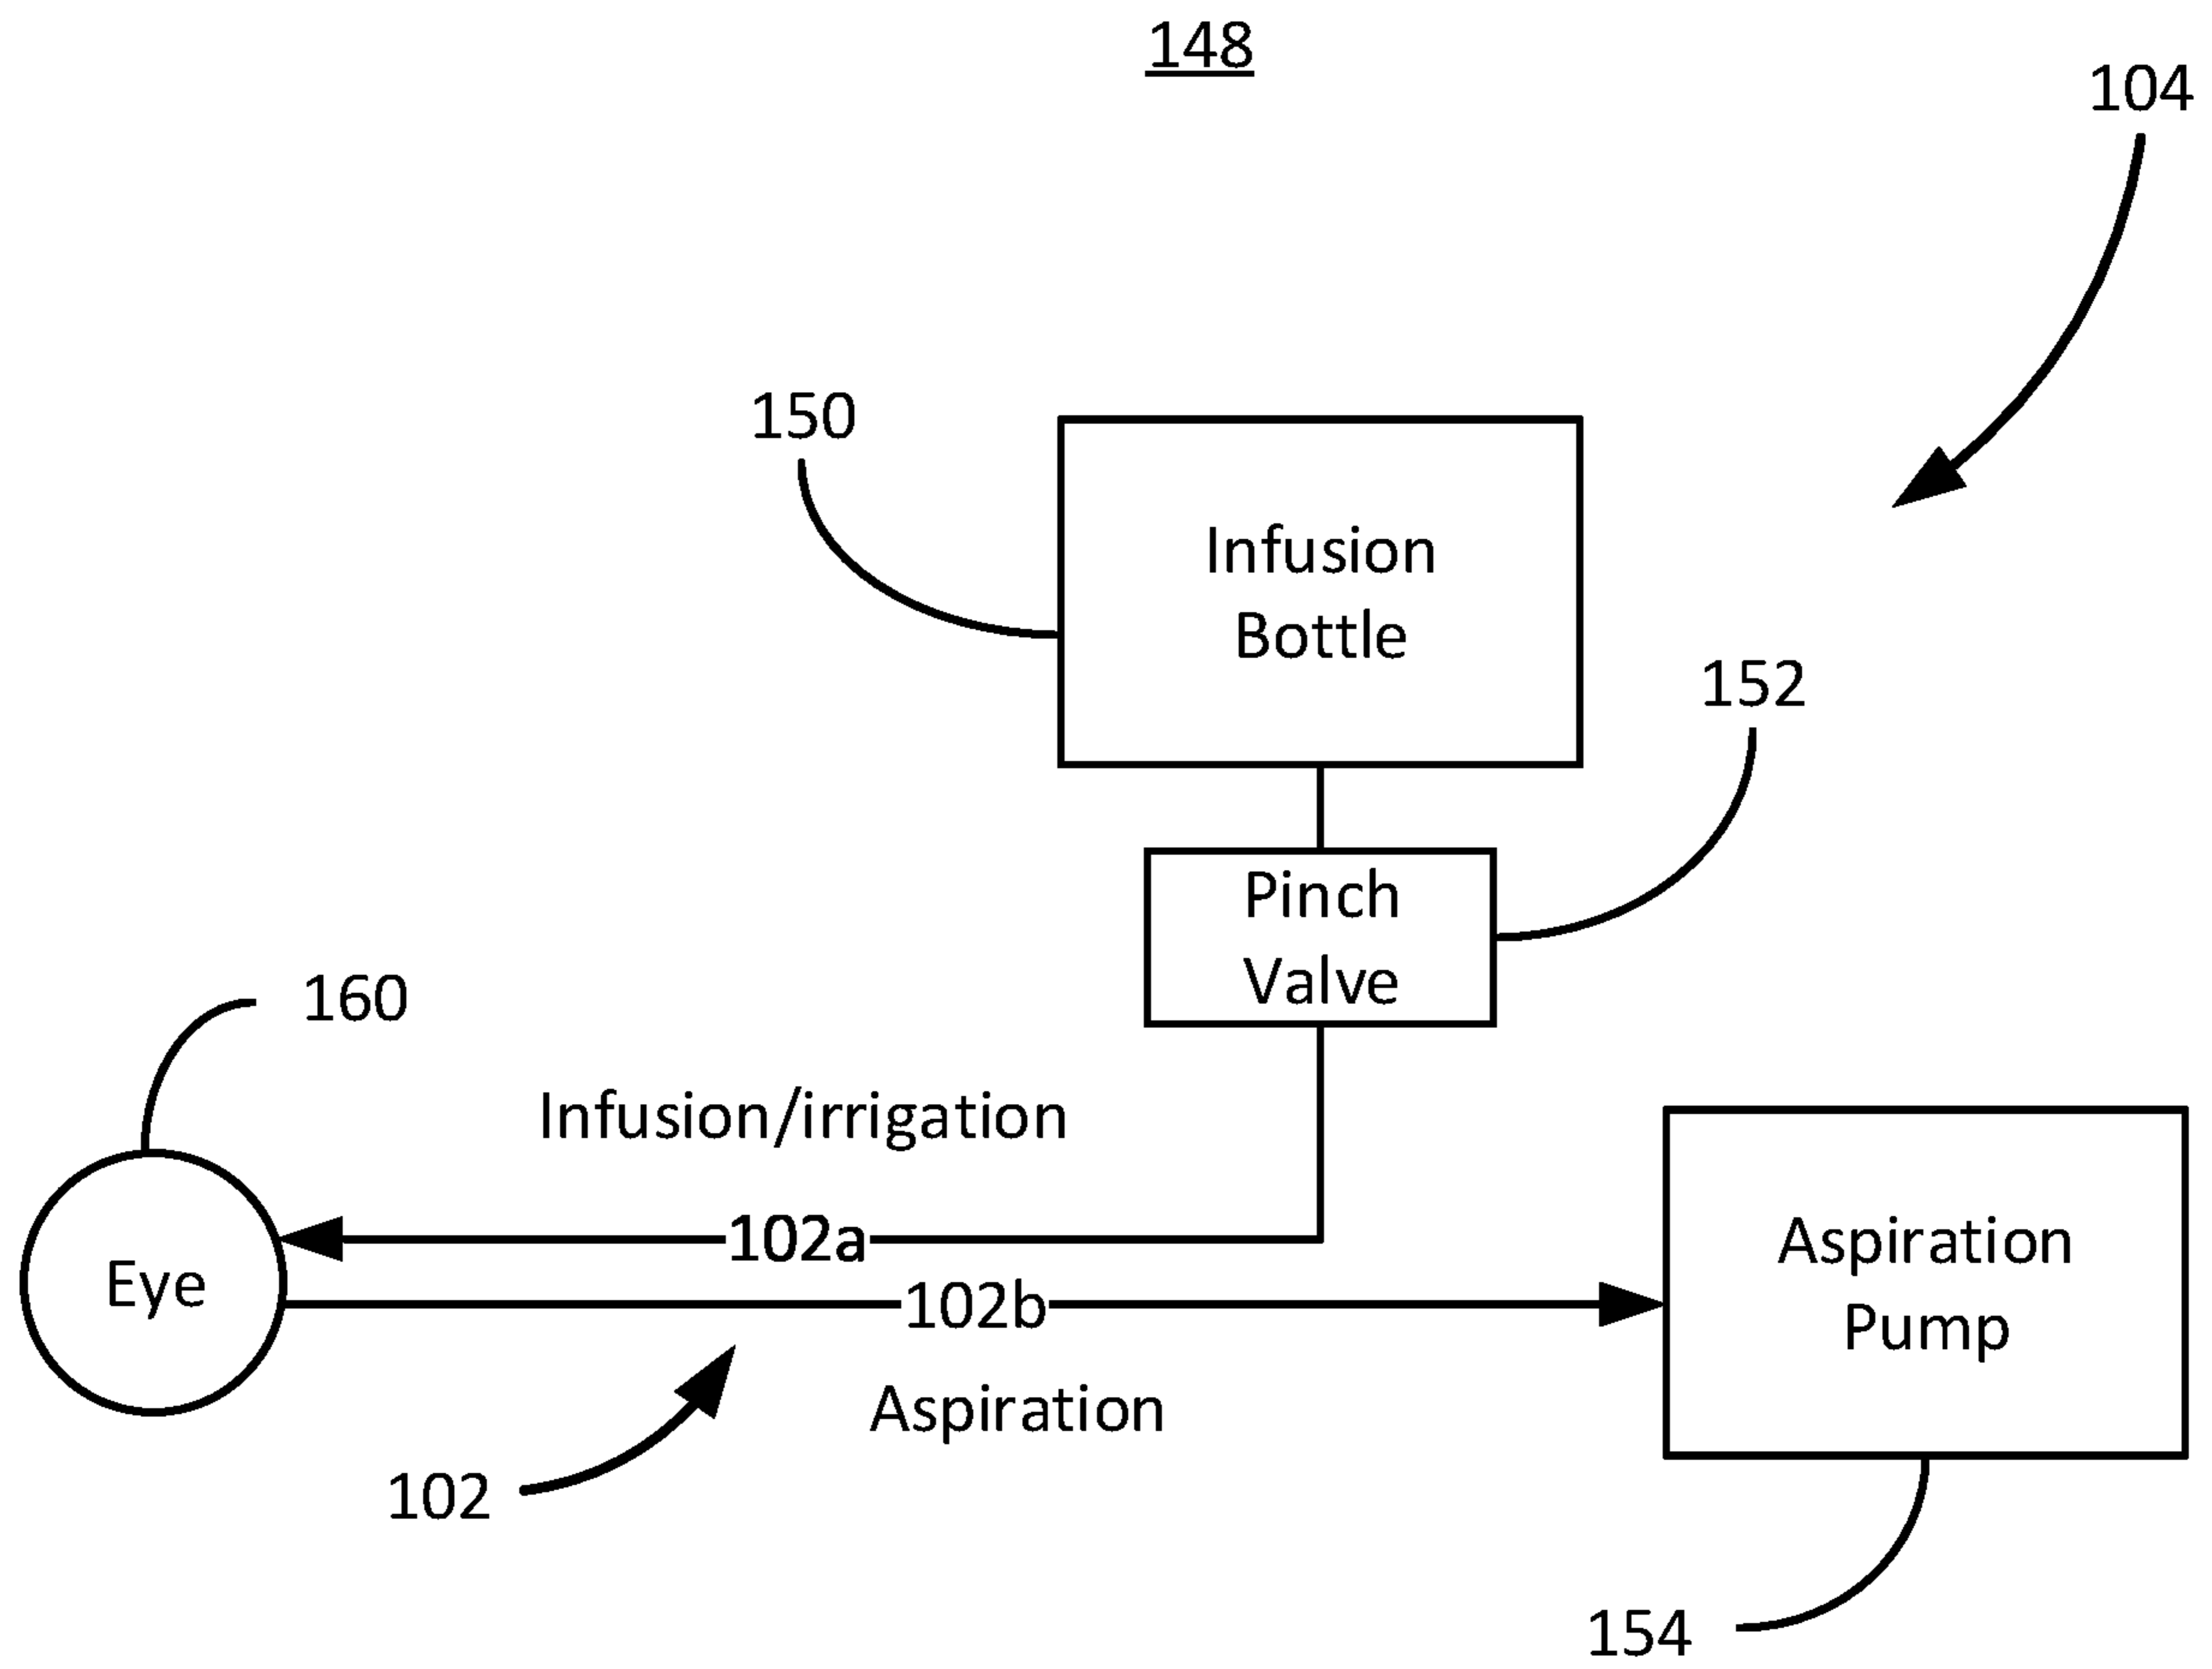 148
104
150
Infusion
Bottle
152
Pinch
Valve
160
Infusion/irrigation
102a
Eye
102b
Aspiration
Pump
Aspiration
102
154